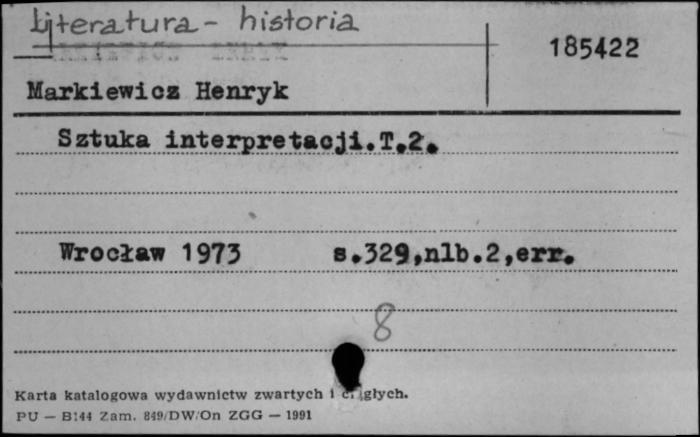 Literatura - historia
185422
Markiewicz Henryk
Sztuka interpretacji.T.2.
Wrocław 1973 s.329,nlb.2,err.
8
Karta katalogowa wydawnictw zwartych i ciągłych.
PU — B144 Zam. 849/DW/On ZGG — 1991